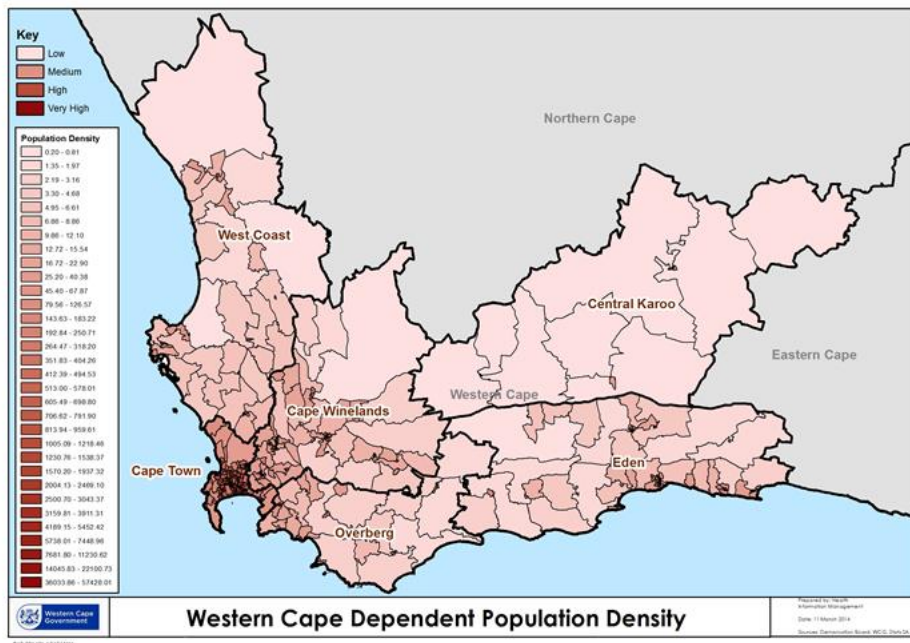 Key
Low
Medium
High
Very High
Population Density
0.20 - 0.81
1.35 - 1.97
2.19 - 3.16
3.30 - 4.68
4.95 - 6.61
6.88 - 8.86
9.86 - 12.10
12.72 - 15.54
16.72 - 22.90
25.20 - 40.38
45.40 - 67.87
79.56 - 126.57
143.63 - 183.22
192.84 - 250.71
264.47 - 318.20
351.83 - 404.26
412.39 - 494.53
513.00 - 578.01
605.49 - 698.80
706.62 - 791.90
813.94 - 959.61
1005.09 - 1218.46
1230.76 - 1538.37
1570.20 - 1937.32
2004.13 - 2469.10
2500.70 - 3043.37
3159.81 - 3911.31
4189.15 - 5452.42
5738.01 - 7448.96
7681.80 - 11230.62
14045.83 - 22100.73
36033.86 - 57429.01
Northern Cape
West Coast
Central Karoo
Eastern Cape
Western Cape
Cape Winelands
Cape Town
Eden
Overberg
Western Cape
Government
Western Cape Dependent Population Density
Prepared by: Health
Information Management
Date: 11 March 2014